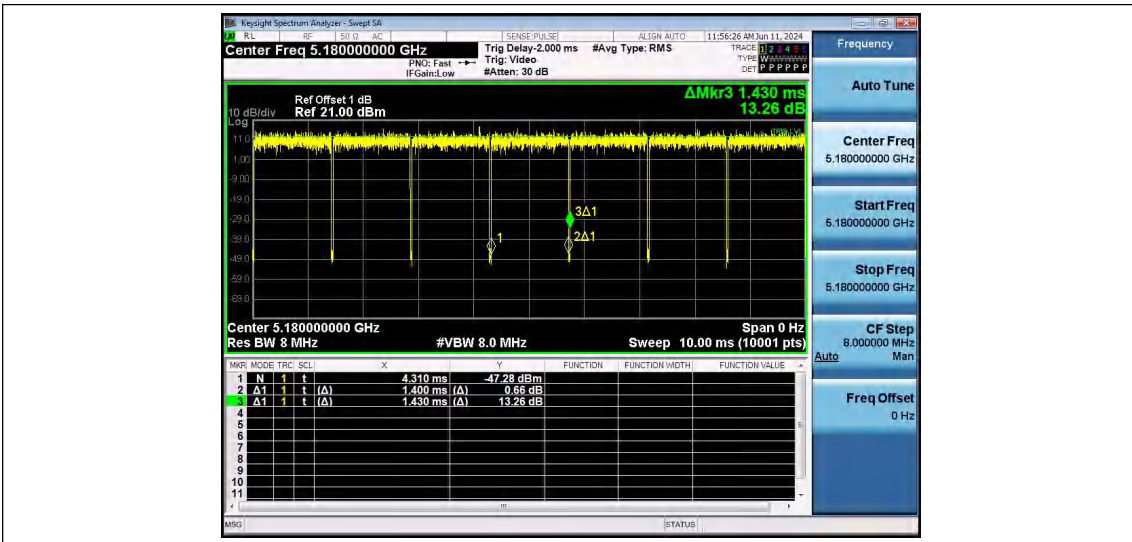 Keysight Spectrum Analyzer - Swept SA
RL RF 50 Ω AC SENSE:PULSE ALIGN AUTO 11:56:26 AM Jun 11, 2024
Center Freq 5.180000000 GHz
PNO: Fast
IFGain:Low
Trig Delay-2.000 ms
Trig: Video
#Atten: 30 dB
#Avg Type: RMS
TRACE 1 2 3 4 5 6
TYPE W
DET P P P P P P
Frequency
Auto Tune
Center Freq
5.180000000 GHz
Start Freq
5.180000000 GHz
Stop Freq
5.180000000 GHz
CF Step
8.000000 MHz
Auto Man
Freq Offset
0 Hz
ΔMkr3 1.430 ms
13.26 dB
Ref Offset 1 dB
10 dB/div Ref 21.00 dBm
Log
11.0
1.00
-9.00
-19.0
-29.0
-39.0
-49.0
-59.0
-69.0
3Δ1
1
2Δ1
Center 5.180000000 GHz Span 0 Hz
Res BW 8 MHz #VBW 8.0 MHz Sweep 10.00 ms (10001 pts)
MKR MODE TRC SCL X Y FUNCTION FUNCTION WIDTH FUNCTION VALUE
1 N 1 t 4.310 ms -47.28 dBm
2 Δ1 1 t (Δ) 1.400 ms (Δ) 0.66 dB
3 Δ1 1 t (Δ) 1.430 ms (Δ) 13.26 dB
4
5
6
7
8
9
10
11
MSG STATUS